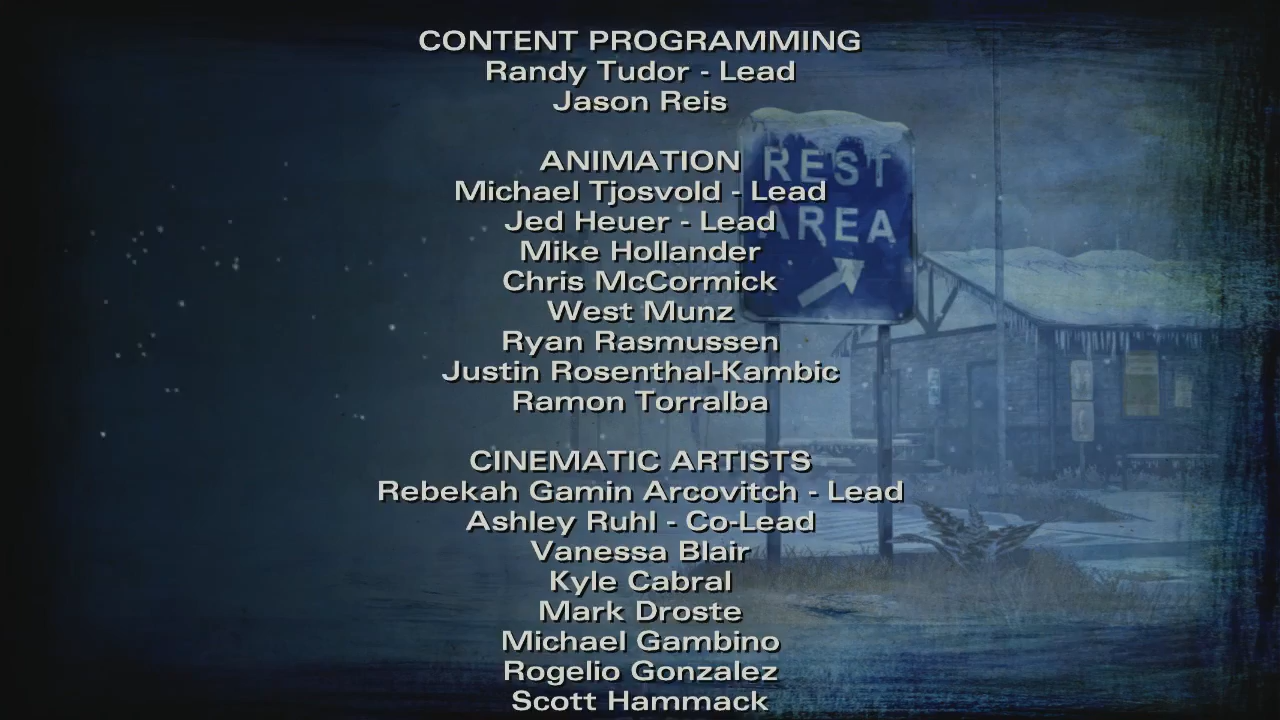 CONTENT PROGRAMMING
Randy Tudor - Lead
Jason Reis
ANIMATION
Michael Tjosvold - Lead
Jed Heuer - Lead
Mike Hollander
Chris McCormick
West Munz
Ryan Rasmussen
Justin Rosenthal-Kambic
Ramon Torralba
CINEMATIC ARTISTS
Rebekah Gamin Arcovitch - Lead
Ashley Ruhl - Co-Lead
Vanessa Blair
Kyle Cabral
Mark Droste
Michael Gambino
Rogelio Gonzalez
Scott Hammack
REST
AREA